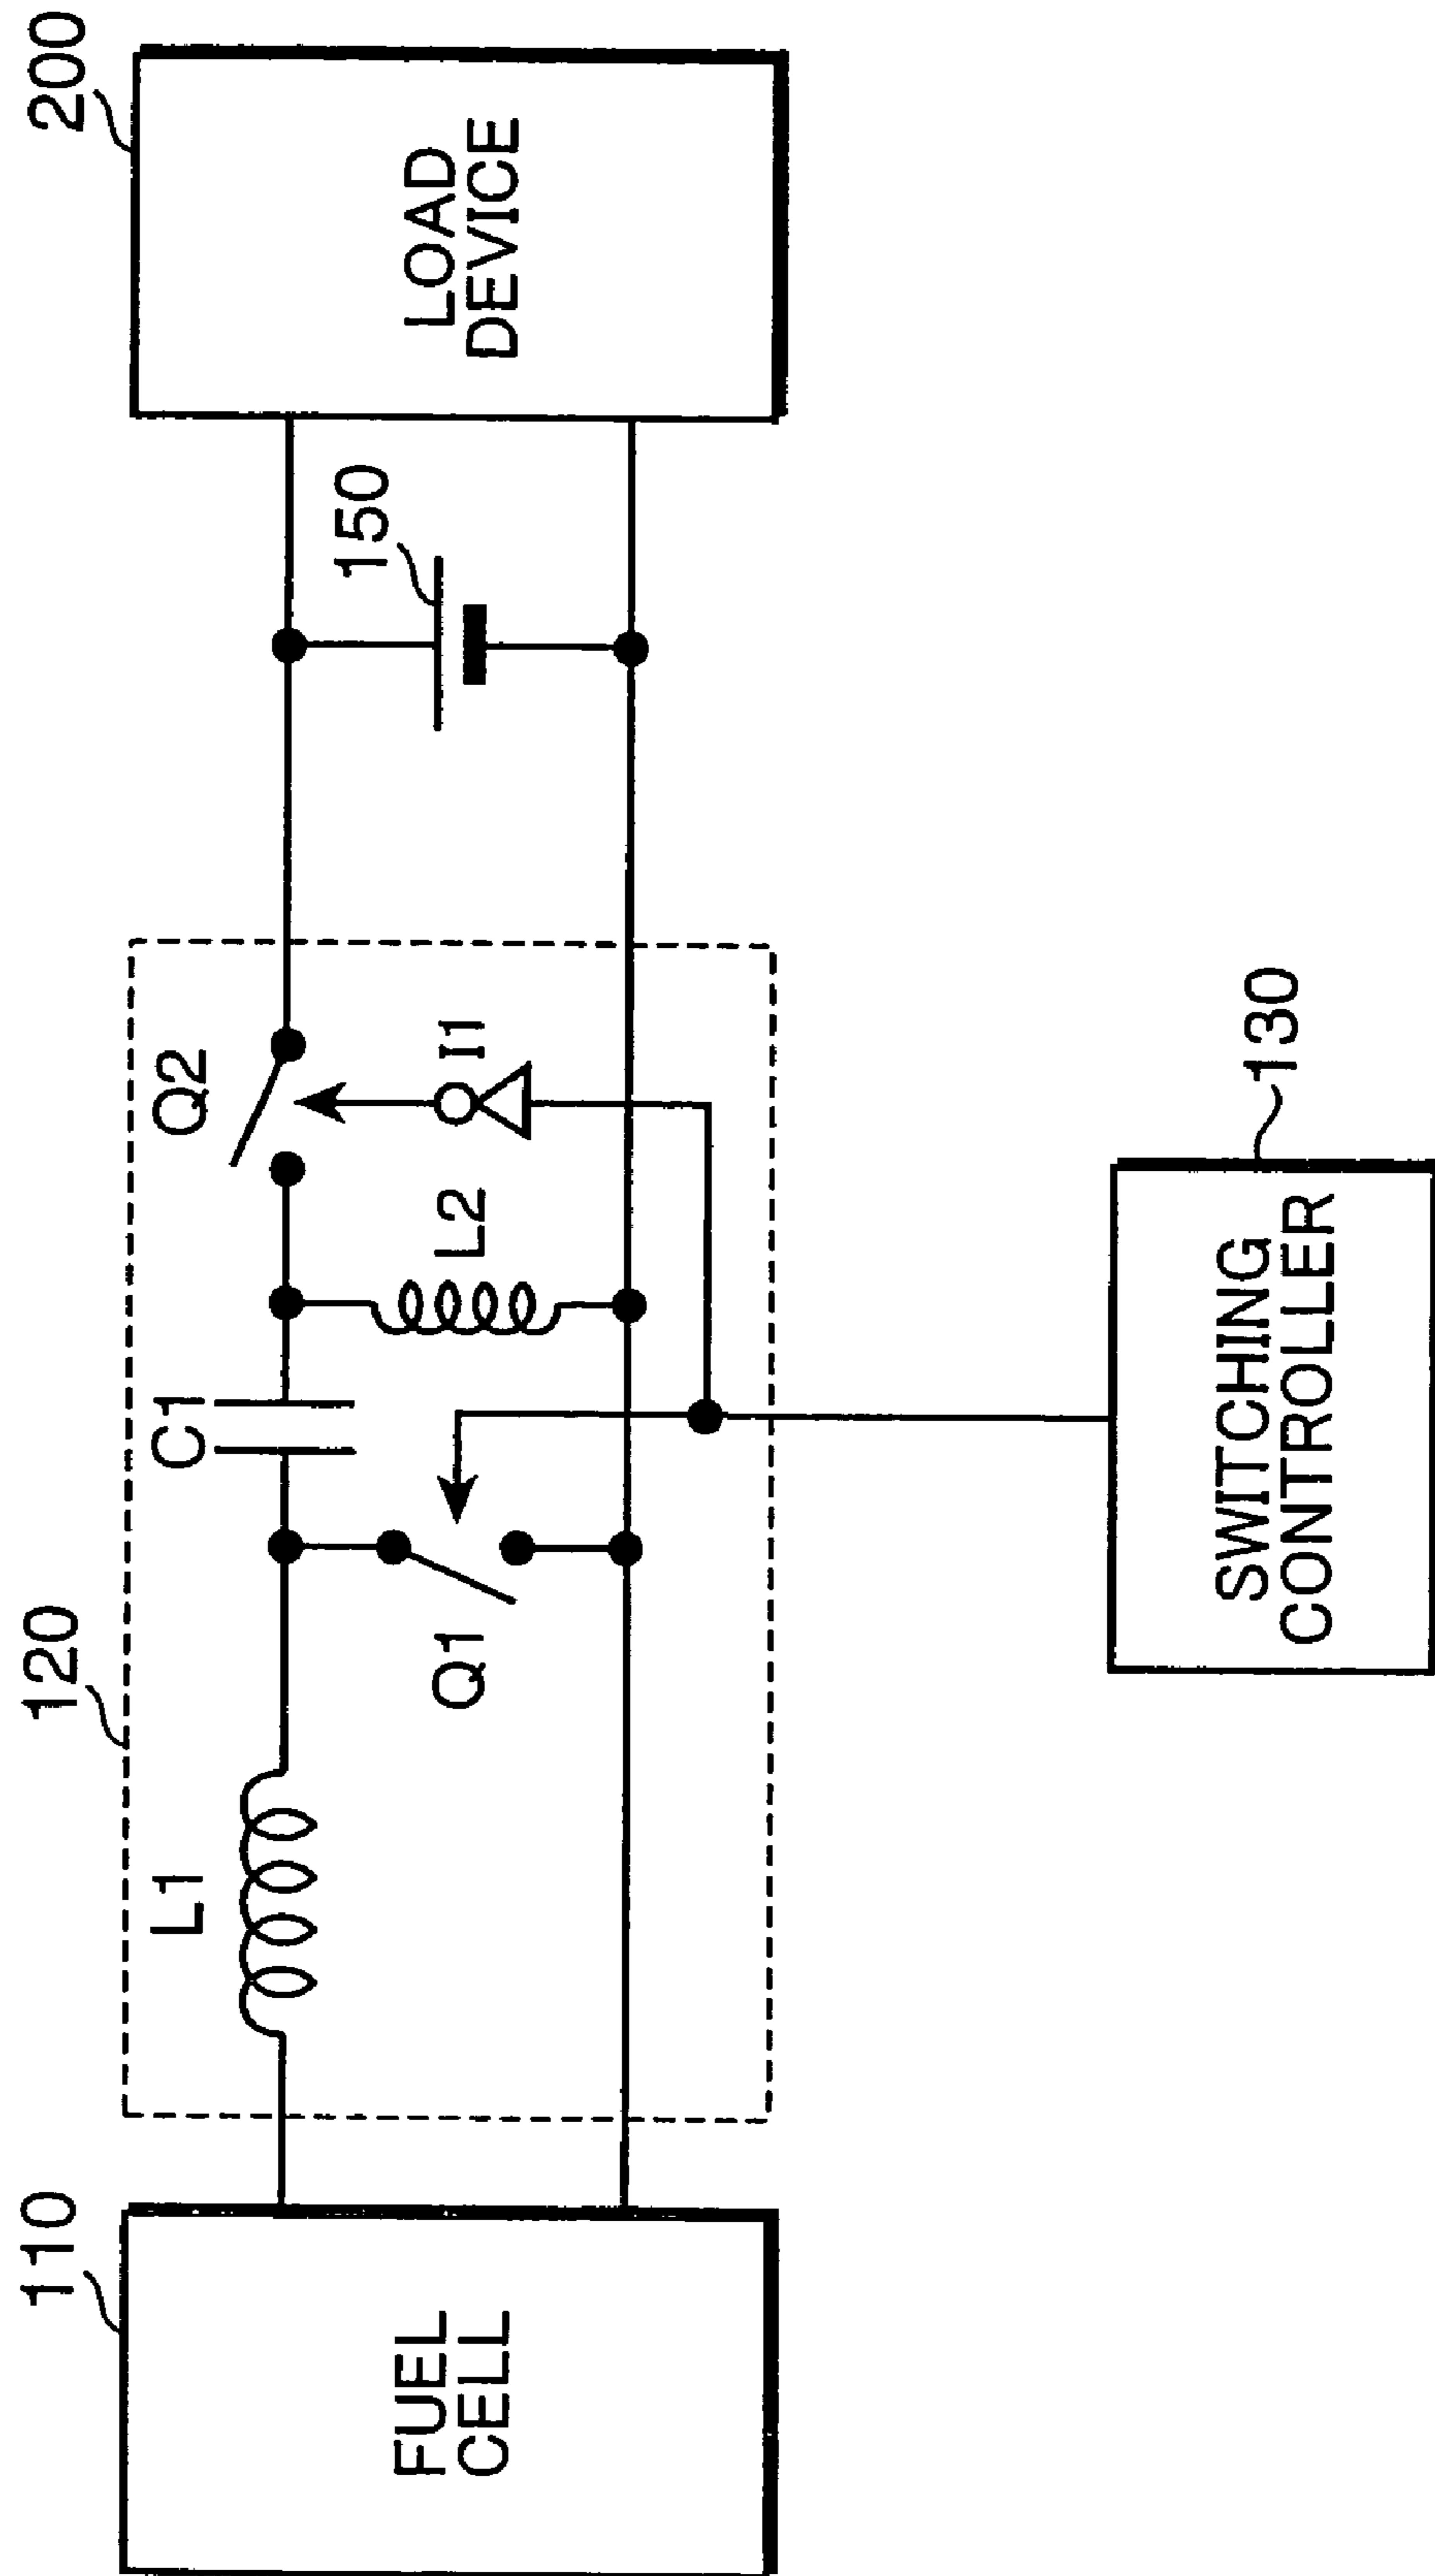 110
FUEL
CELL
120
L1
Q1
C1
L2
Q2
I1
130
SWITCHING
CONTROLLER
150
200
LOAD
DEVICE